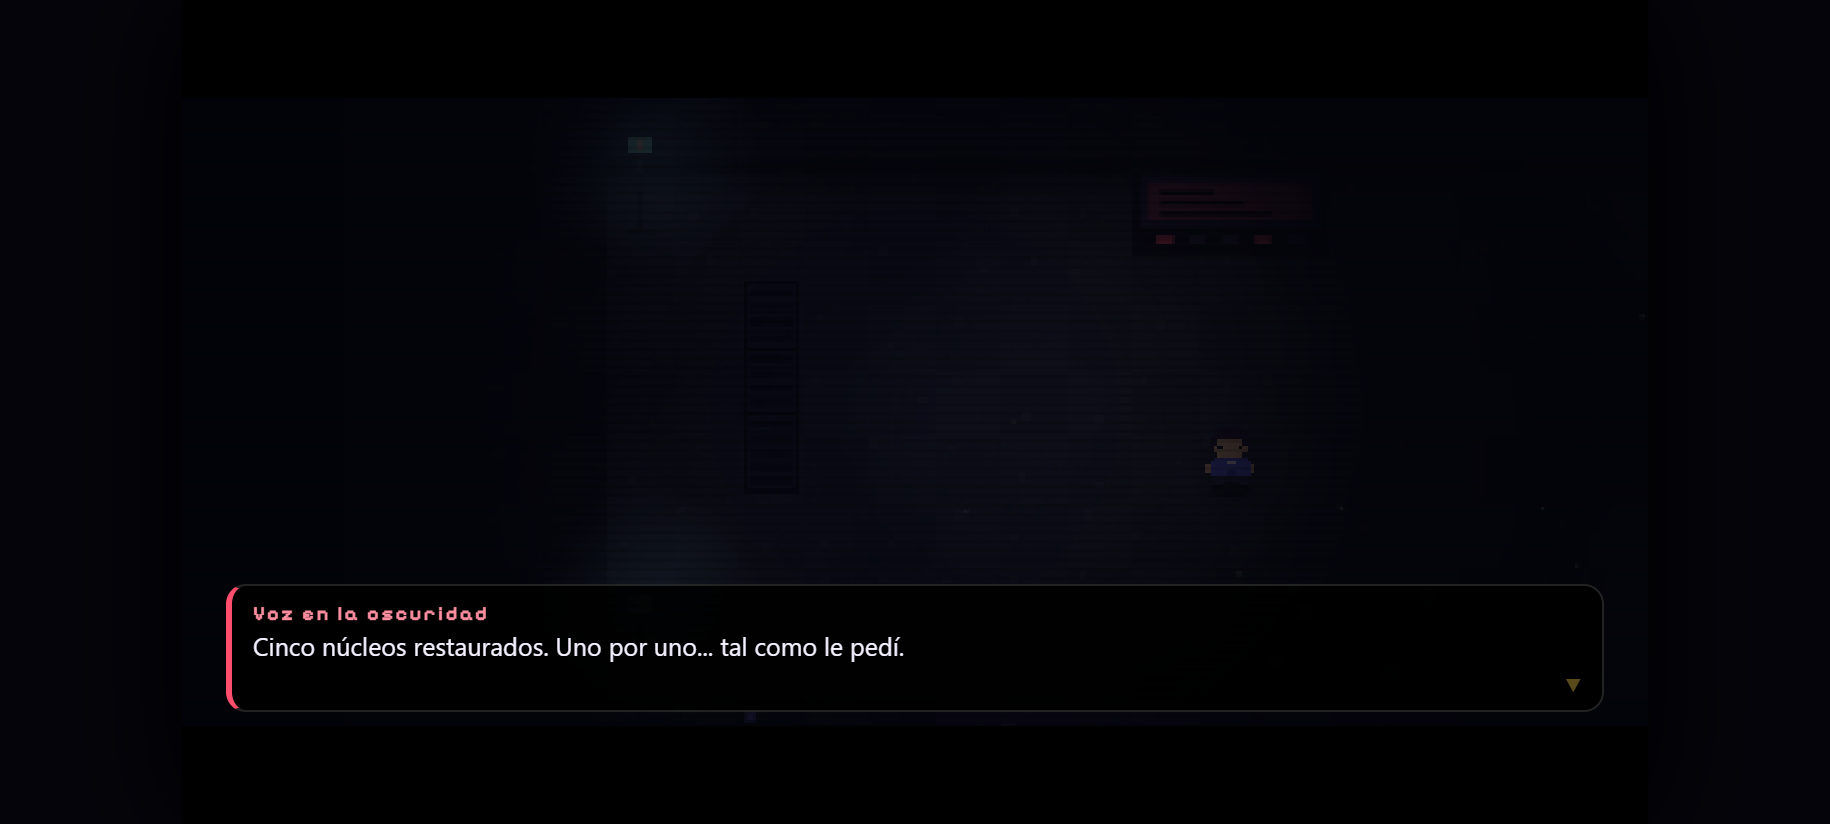 Voz en la oscuridad
Cinco núcleos restaurados. Uno por uno... tal como le pedí.